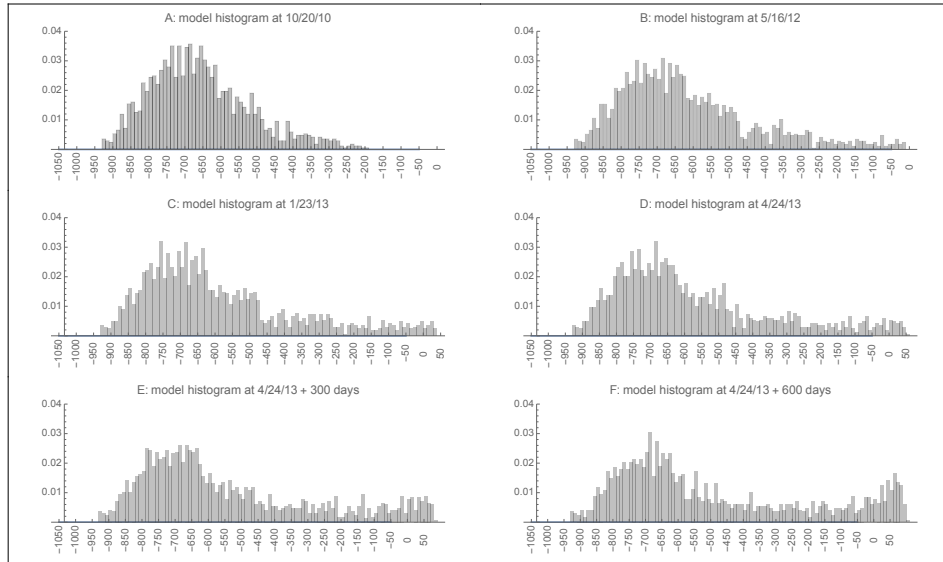 A: model histogram at 10/20/10
0.04
0.03
0.02
0.01
−1050 −1000 −950 −900 −850 −800 −750 −700 −650 −600 −550 −500 −450 −400 −350 −300 −250 −200 −150 −100 −50 0
B: model histogram at 5/16/12
0.04
0.03
0.02
0.01
−1050 −1000 −950 −900 −850 −800 −750 −700 −650 −600 −550 −500 −450 −400 −350 −300 −250 −200 −150 −100 −50 0
C: model histogram at 1/23/13
0.04
0.03
0.02
0.01
−1050 −1000 −950 −900 −850 −800 −750 −700 −650 −600 −550 −500 −450 −400 −350 −300 −250 −200 −150 −100 −50 0 50
D: model histogram at 4/24/13
0.04
0.03
0.02
0.01
−1050 −1000 −950 −900 −850 −800 −750 −700 −650 −600 −550 −500 −450 −400 −350 −300 −250 −200 −150 −100 −50 0 50
E: model histogram at 4/24/13 + 300 days
0.04
0.03
0.02
0.01
−1050 −1000 −950 −900 −850 −800 −750 −700 −650 −600 −550 −500 −450 −400 −350 −300 −250 −200 −150 −100 −50 0 50
F: model histogram at 4/24/13 + 600 days
0.04
0.03
0.02
0.01
−1050 −1000 −950 −900 −850 −800 −750 −700 −650 −600 −550 −500 −450 −400 −350 −300 −250 −200 −150 −100 −50 0 50